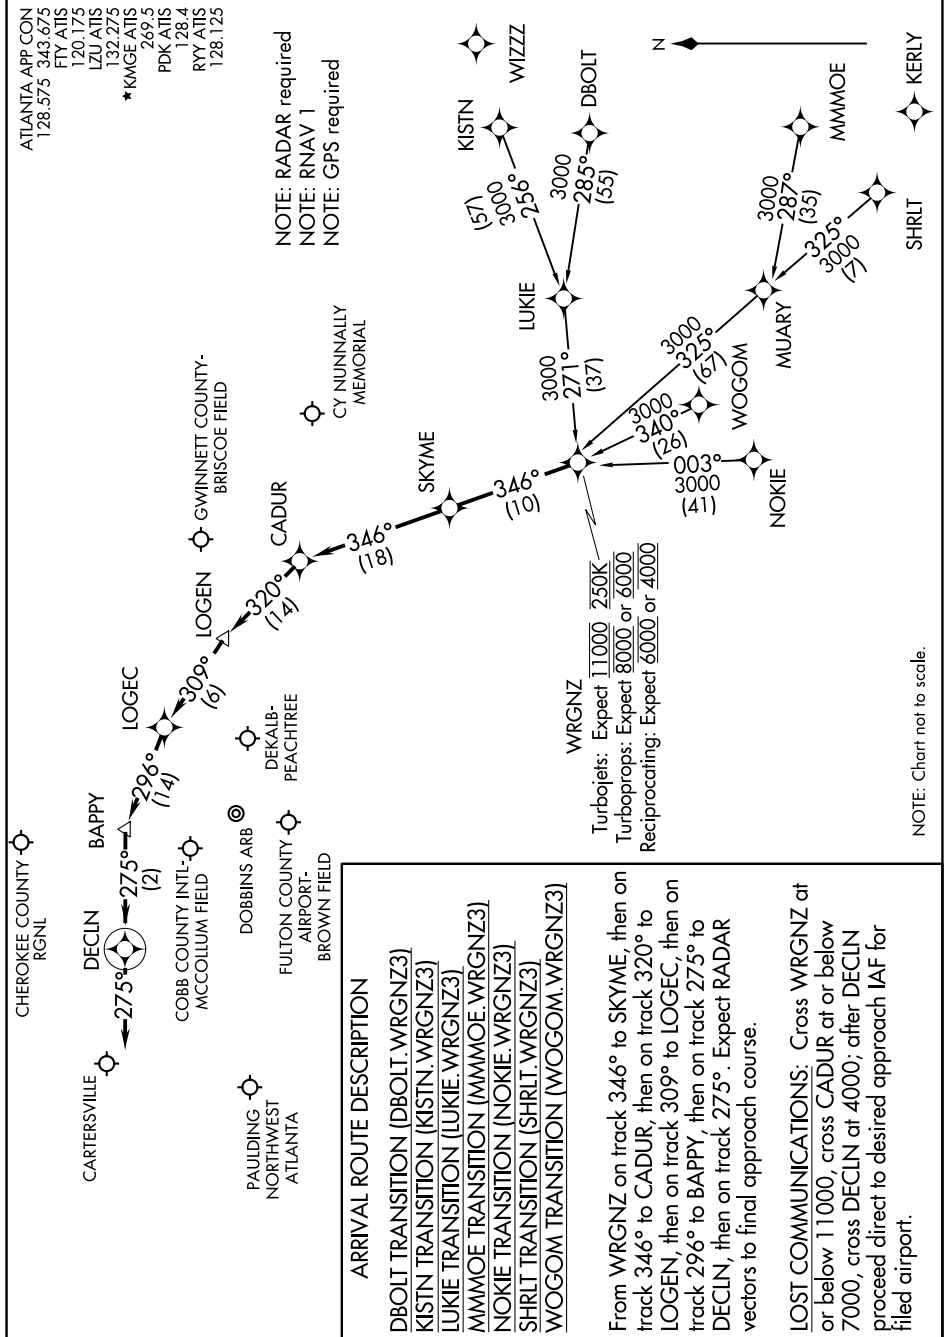 ATLANTA APP CON
128.575 343.675
FTY ATIS
120.175
LZU ATIS
132.275
★KMGE ATIS
269.5
PDK ATIS
128.4
RYY ATIS
128.125
NOTE: RADAR required
NOTE: RNAV 1
NOTE: GPS required
CHEROKEE COUNTY
RGNL
CARTERSVILLE
275°
DECLN
275°
(2)
BAPPY
296°
(14)
LOGEC
309°
(6)
LOGEN
320°
(14)
CADUR
346°
(18)
SKYME
346°
(10)
COBB COUNTY INTL-
MCCOLLUM FIELD
DOBBINS ARB
FULTON COUNTY
AIRPORT-
BROWN FIELD
PAULDING
NORTHWEST
ATLANTA
DEKALB-
PEACHTREE
GWINNETT COUNTY-
BRISCOE FIELD
CY NUNNALLY
MEMORIAL
WRGNZ
Turbojets: Expect 11000 250K
Turboprops: Expect 8000 or 6000
Reciprocating: Expect 6000 or 4000
LUKIE
3000
271°
(37)
KISTN
(57)
3000
256°
WIZZZ
DBOLT
3000
285°
(55)
N
MMMOE
3000
287°
(35)
KERLY
SHRLT
325°
3000
(7)
MUARY
3000
325°
(67)
WOGOM
3000
340°
(26)
NOKIE
003°
3000
(41)
NOTE: Chart not to scale.
ARRIVAL ROUTE DESCRIPTION
DBOLT TRANSITION (DBOLT.WRGNZ3)
KISTN TRANSITION (KISTN.WRGNZ3)
LUKIE TRANSITION (LUKIE.WRGNZ3)
MMMOE TRANSITION (MMMOE.WRGNZ3)
NOKIE TRANSITION (NOKIE.WRGNZ3)
SHRLT TRANSITION (SHRLT.WRGNZ3)
WOGOM TRANSITION (WOGOM.WRGNZ3)
From WRGNZ on track 346° to SKYME, then on
track 346° to CADUR, then on track 320° to
LOGEN, then on track 309° to LOGEC, then on
track 296° to BAPPY, then on track 275° to
DECLN, then on track 275°. Expect RADAR
vectors to final approach course.
LOST COMMUNICATIONS: Cross WRGNZ at
or below 11000, cross CADUR at or below
7000, cross DECLN at 4000; after DECLN
proceed direct to desired approach IAF for
filed airport.